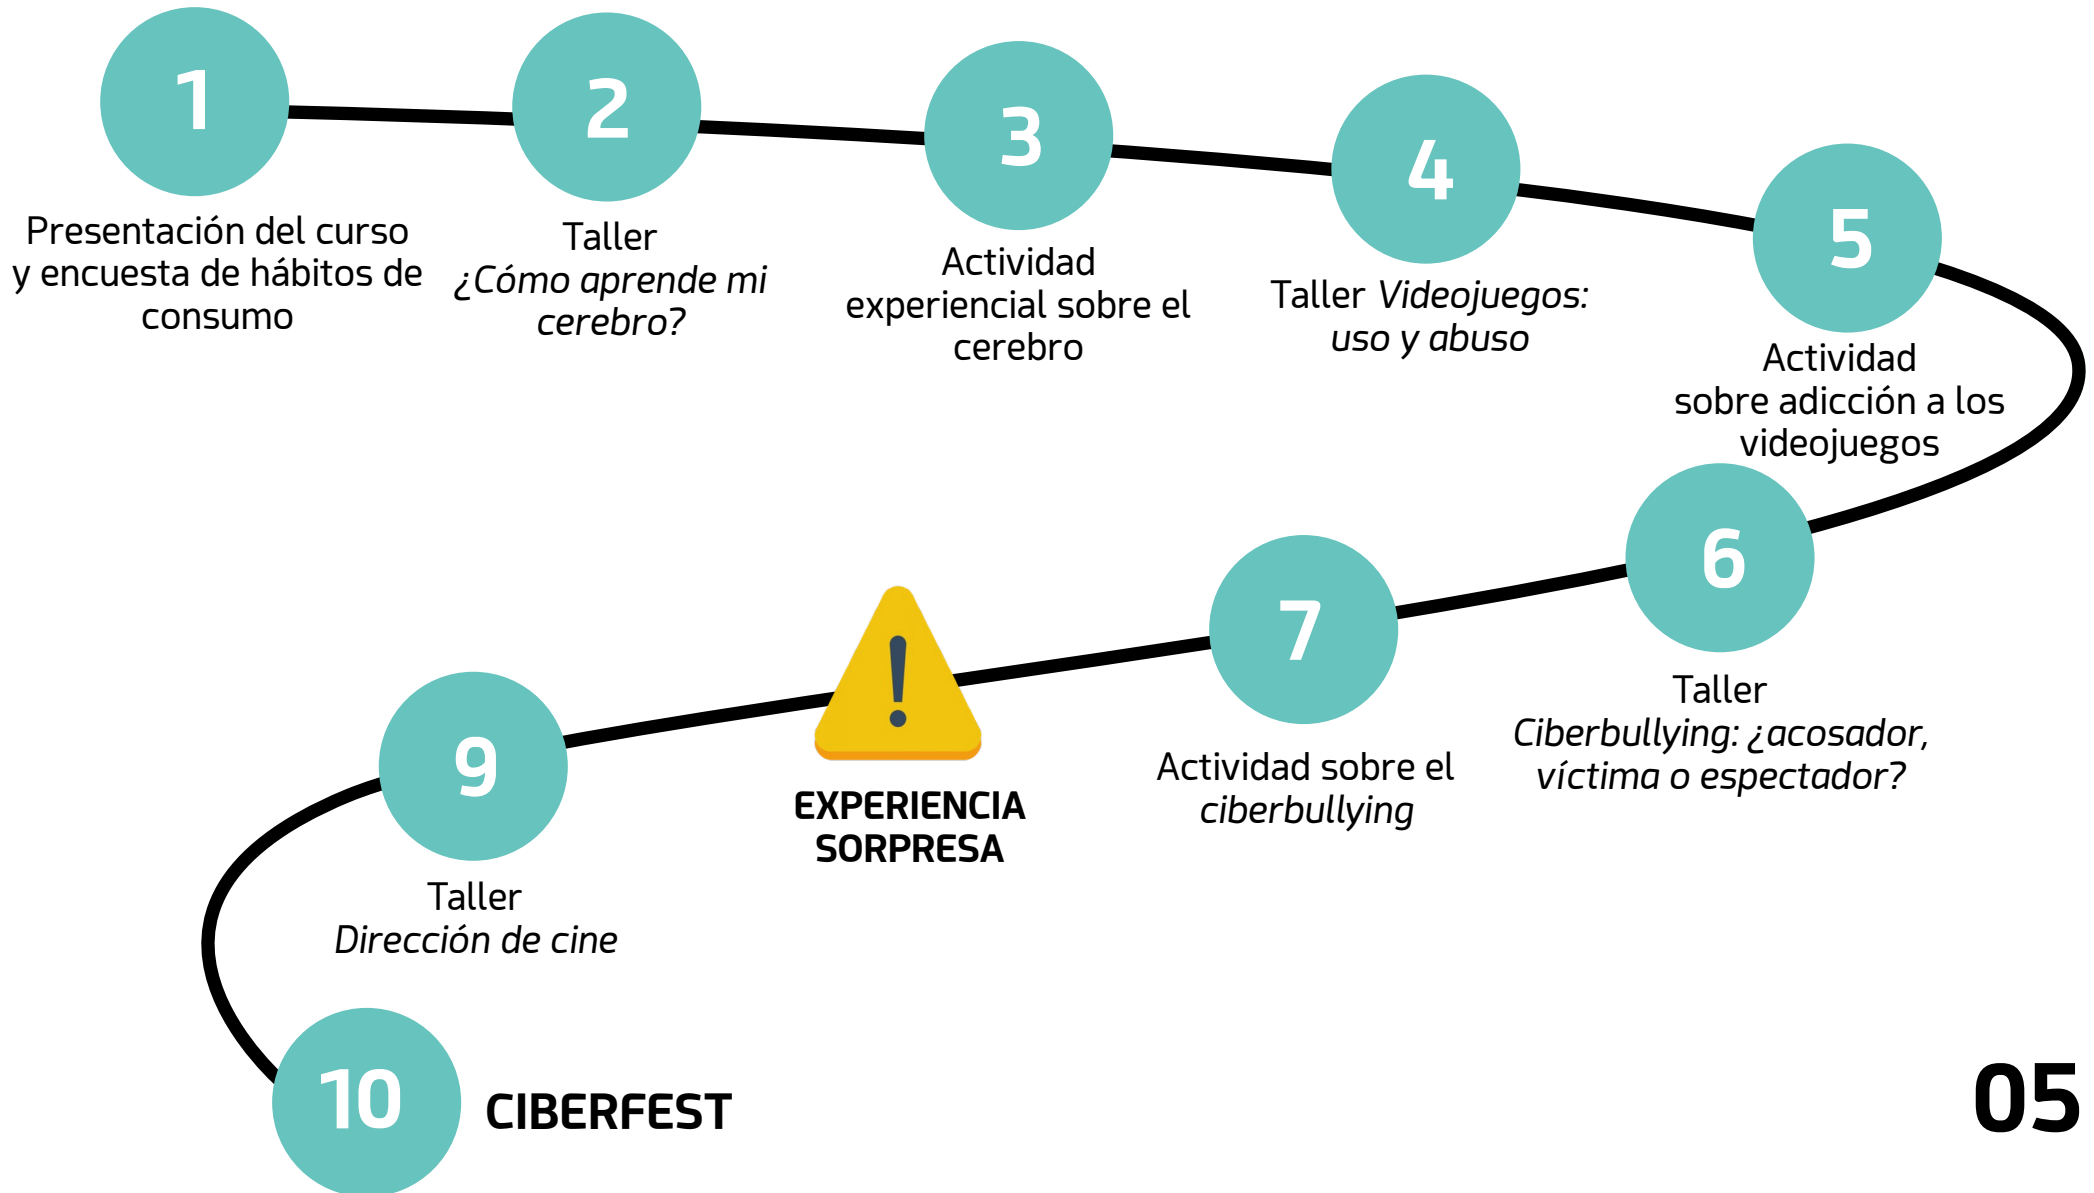 1
Presentación del curso
y encuesta de hábitos de
consumo
2
Taller
¿Cómo aprende mi
cerebro?
3
Actividad
experiencial sobre el
cerebro
4
Taller Videojuegos:
uso y abuso
5
Actividad
sobre adicción a los
videojuegos
6
Taller
Ciberbullying: ¿acosador,
víctima o espectador?
7
Actividad sobre el
ciberbullying
!
EXPERIENCIA
SORPRESA
9
Taller
Dirección de cine
10
CIBERFEST
05